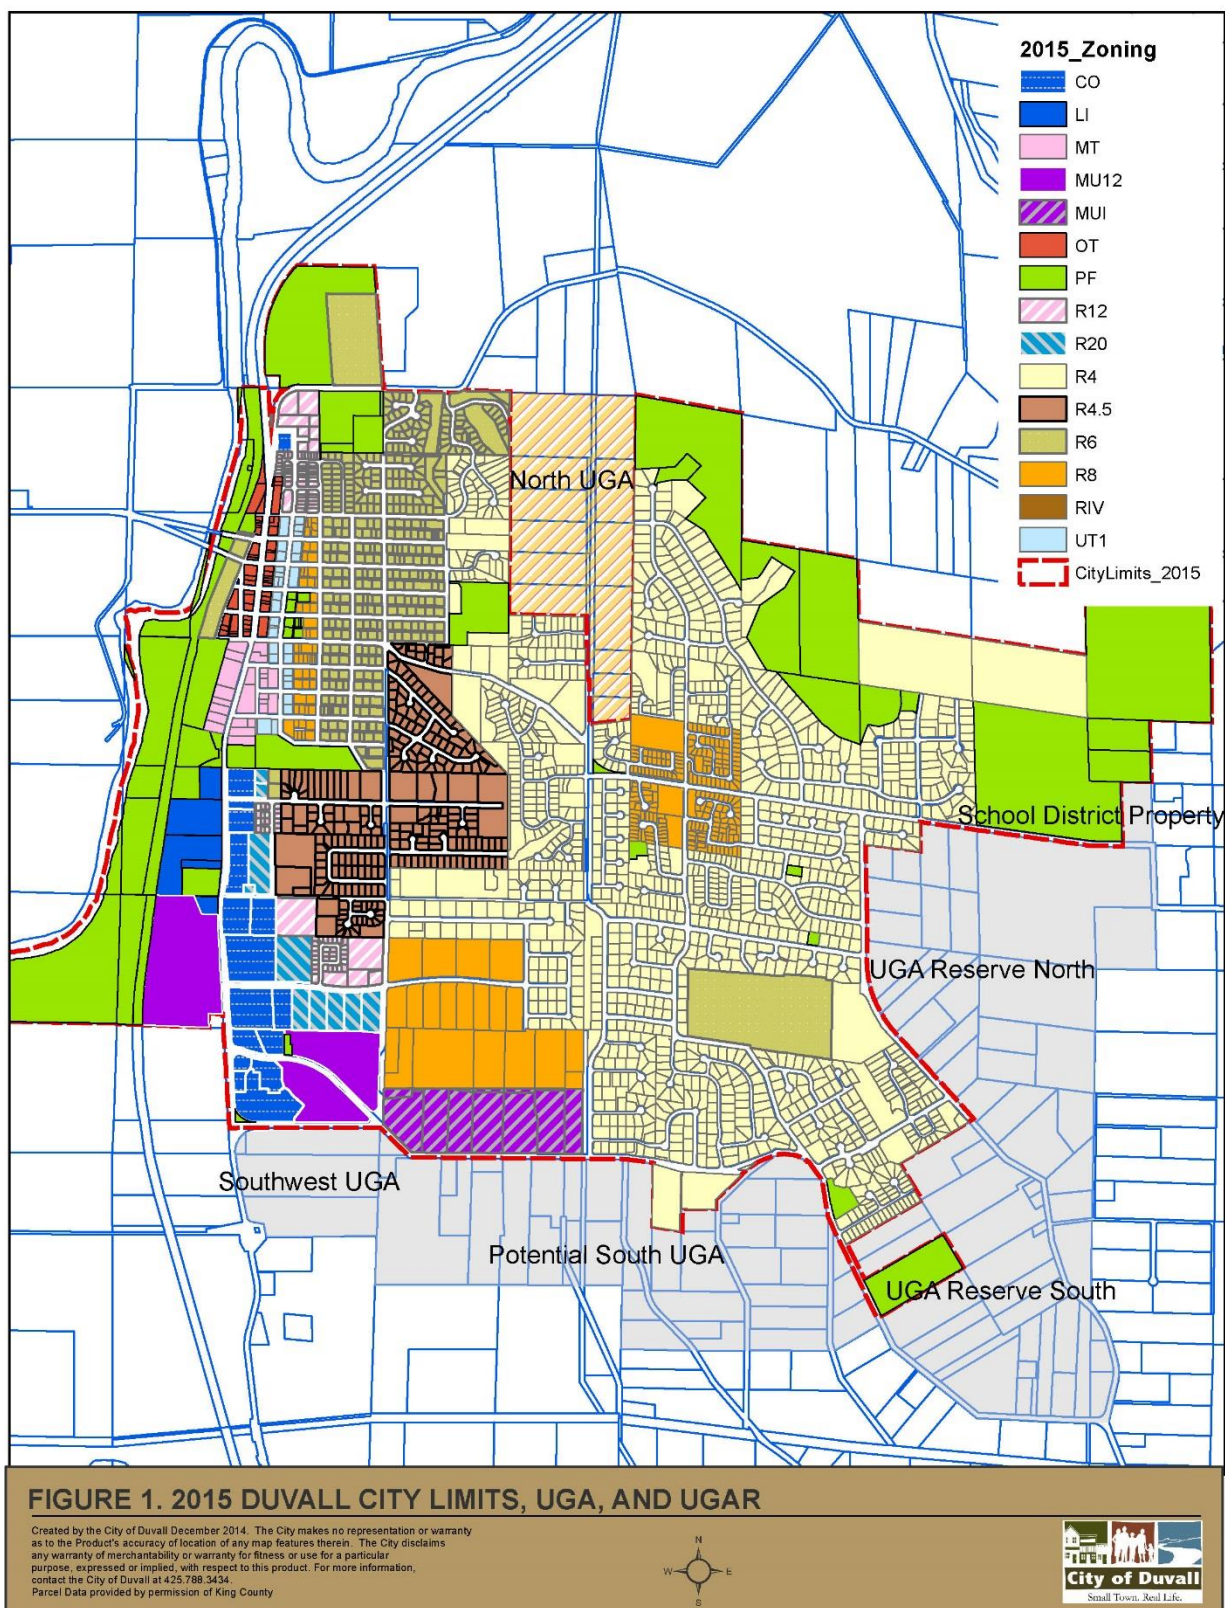 2015_Zoning
CO
LI
MT
MU12
MUI
OT
PF
R12
R20
R4
R4.5
R6
R8
RIV
UT1
CityLimits_2015
North UGA
School District Property
UGA Reserve North
Southwest UGA
Potential South UGA
UGA Reserve South
FIGURE 1. 2015 DUVALL CITY LIMITS, UGA, AND UGAR
Created by the City of Duvall December 2014. The City makes no representation or warranty
as to the Product's accuracy of location of any map features therein. The City disclaims
any warranty of merchantability or warranty for fitness or use for a particular
purpose, expressed or implied, with respect to this product. For more information,
contact the City of Duvall at 425.788.3434.
Parcel Data provided by permission of King County
N
W E
S
City of Duvall
Small Town. Real Life.